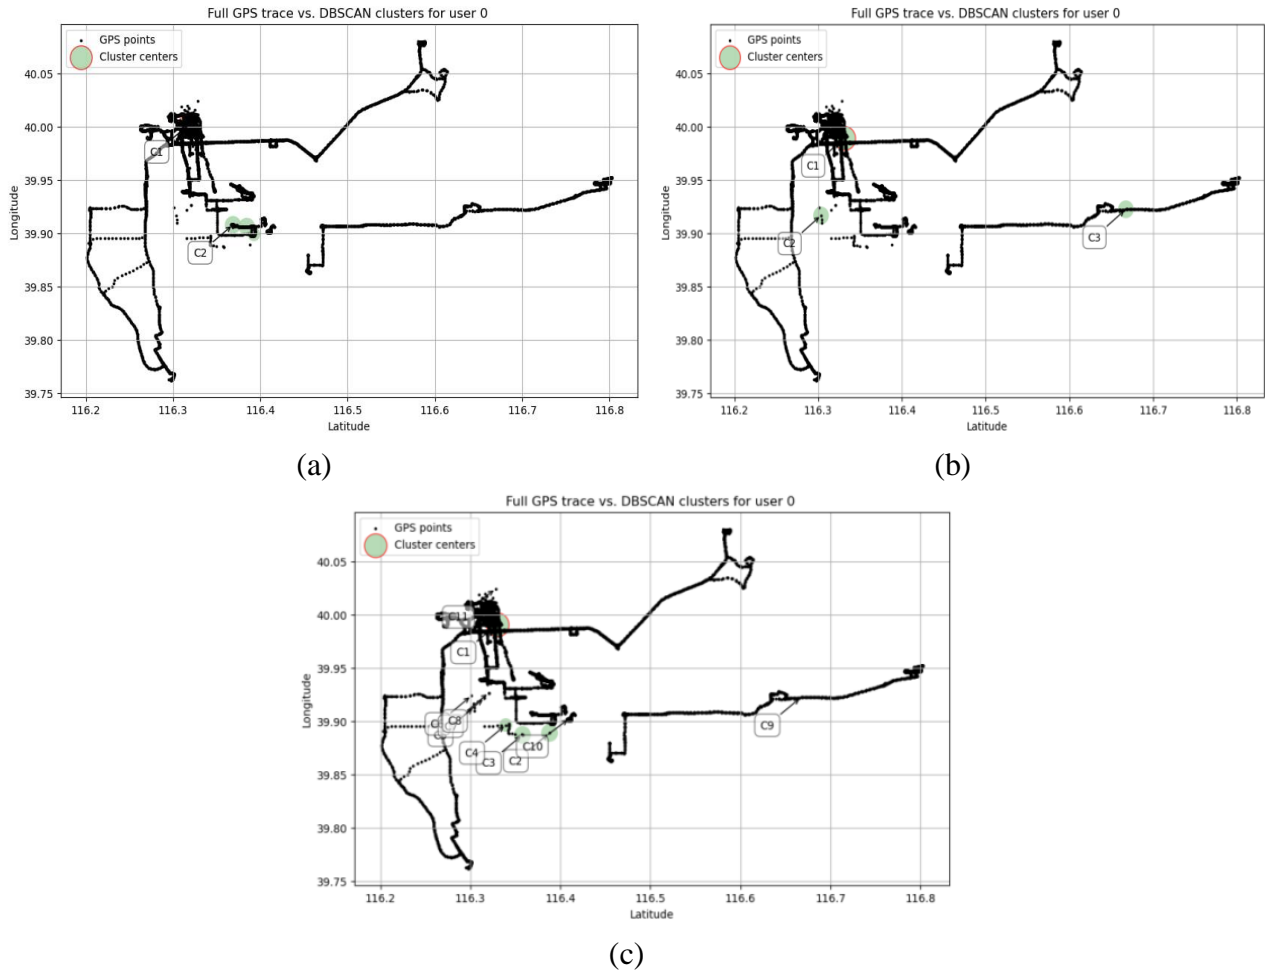 Full GPS trace vs. DBSCAN clusters for user 0
GPS points
Cluster centers
40.05
40.00
39.95
39.90
39.85
39.80
39.75
Longitude
C1
C2
116.2 116.3 116.4 116.5 116.6 116.7 116.8
Latitude
(a)
Full GPS trace vs. DBSCAN clusters for user 0
GPS points
Cluster centers
40.05
40.00
39.95
39.90
39.85
39.80
39.75
Longitude
C1
C2
C3
116.2 116.3 116.4 116.5 116.6 116.7 116.8
Latitude
(b)
Full GPS trace vs. DBSCAN clusters for user 0
GPS points
Cluster centers
40.05
40.00
39.95
39.90
39.85
39.80
39.75
Longitude
C11
C1
C8
C9
C4
C10
C3
C2
116.2 116.3 116.4 116.5 116.6 116.7 116.8
Latitude
(c)